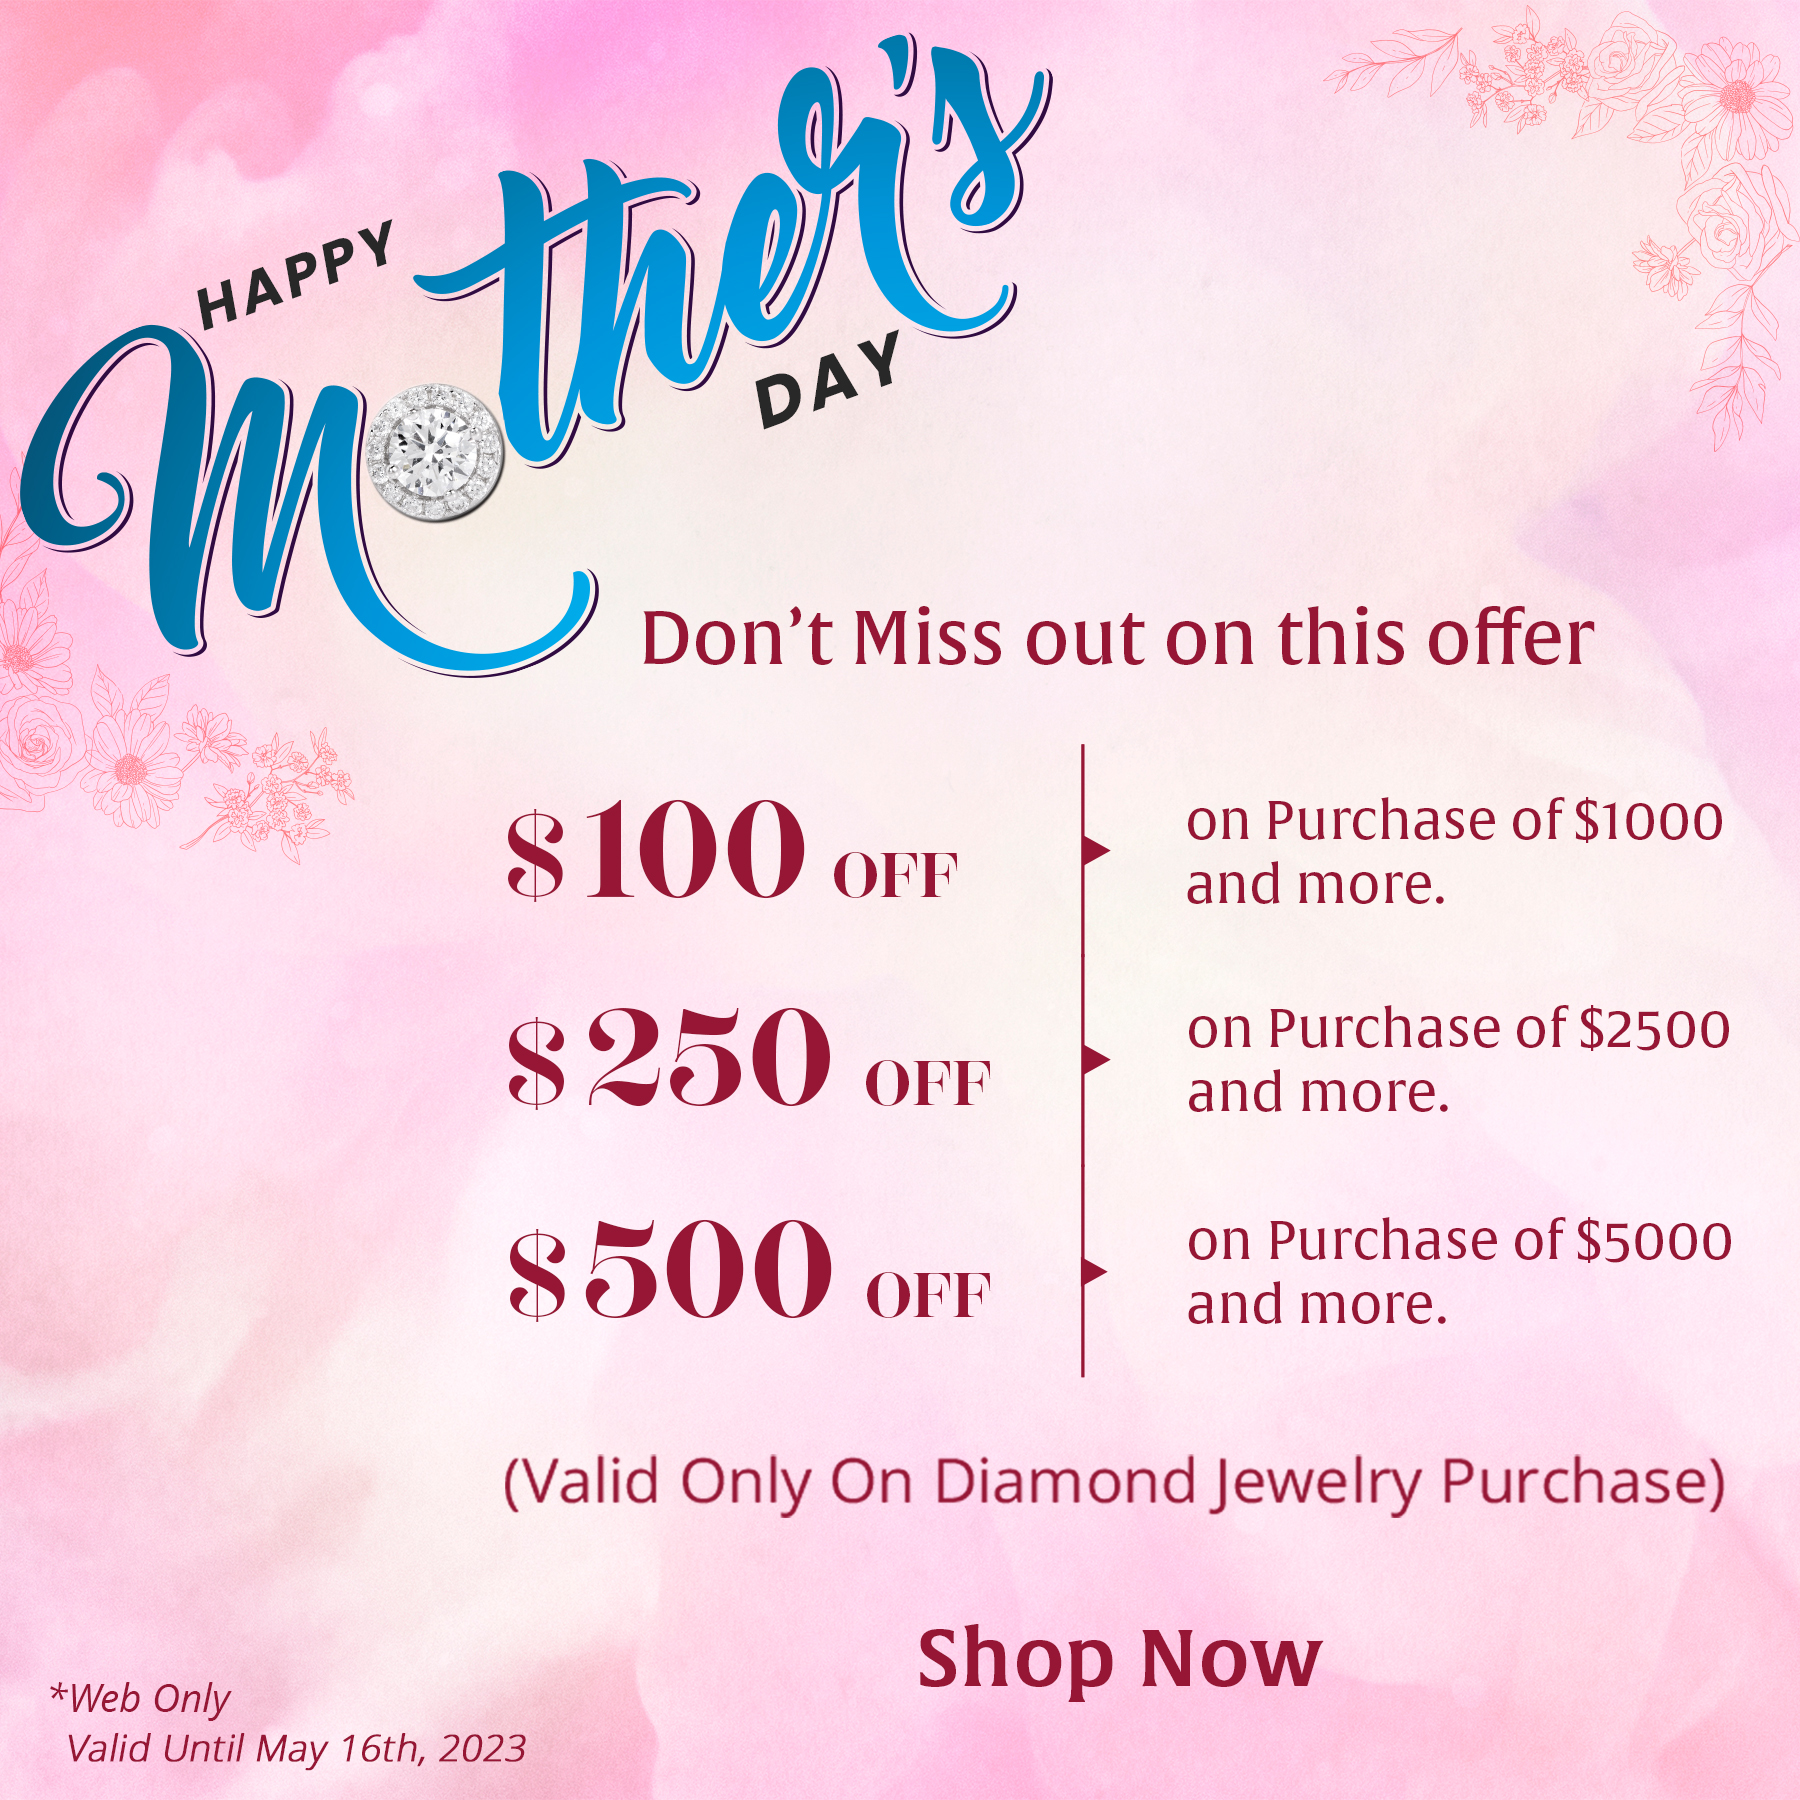 HAPPY
Mother's
DAY
Don't Miss out on this offer
$100 OFF
on Purchase of $1000
and more.
$250 OFF
on Purchase of $2500
and more.
$500 OFF
on Purchase of $5000
and more.
(Valid Only On Diamond Jewelry Purchase)
Shop Now
*Web Only
Valid Until May 16th, 2023